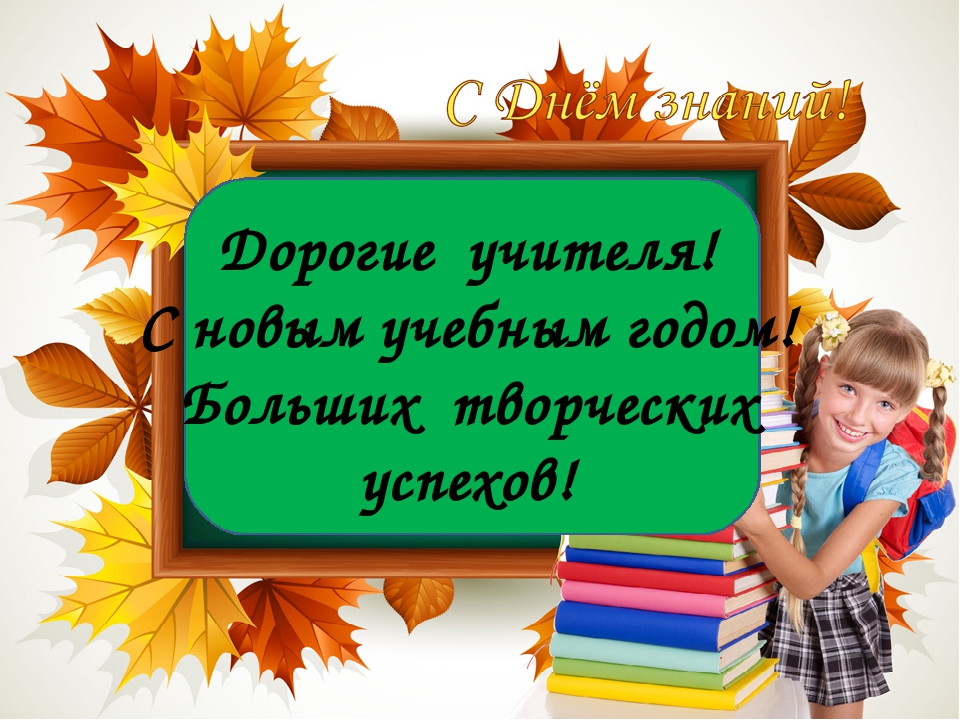 С Днём знаний!
Дорогие учителя!
С новым учебным годом!
Больших творческих
успехов!